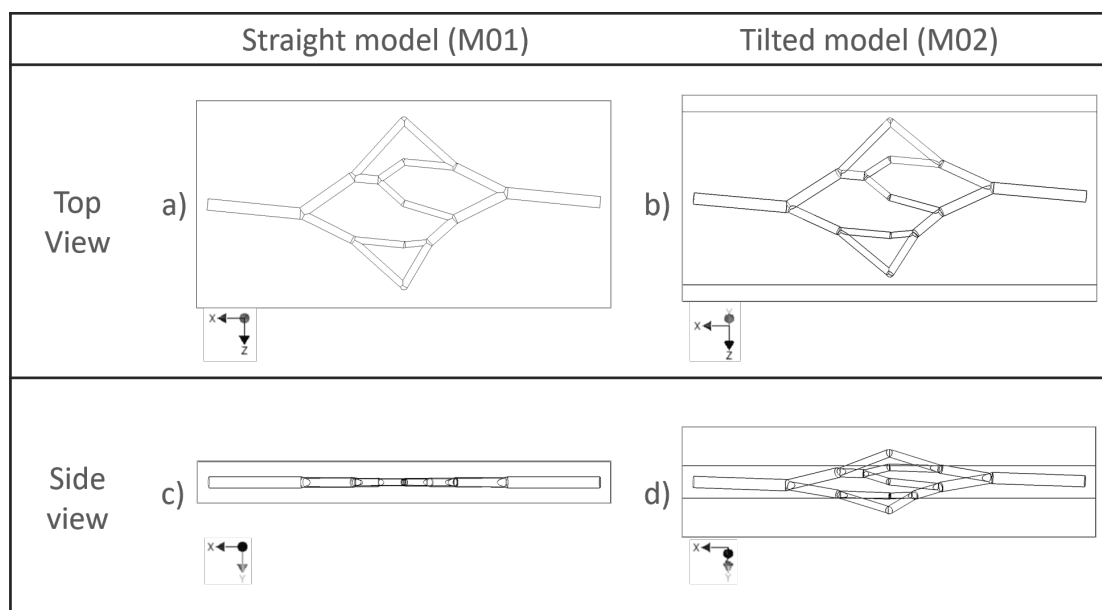 Straight model (M01)
Tilted model (M02)
Top
View
a)
b)
X
Z
X
Y
Z
Side
view
c)
d)
X
Y
X
Y